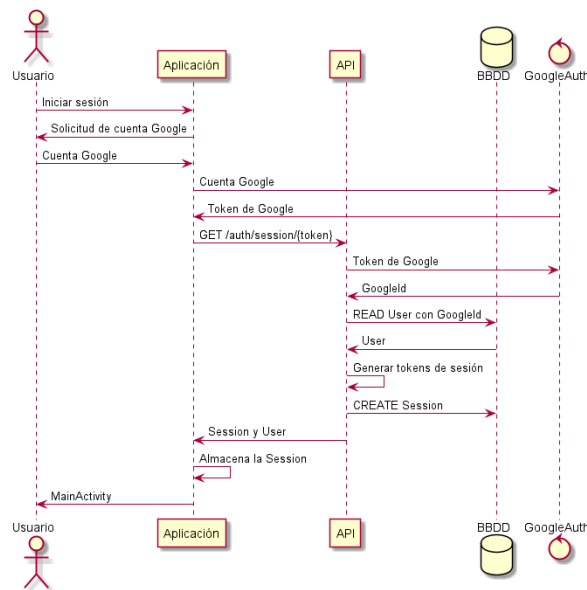 Usuario
Aplicación
API
BBDD
GoogleAuth
Iniciar sesión
Solicitud de cuenta Google
Cuenta Google
Cuenta Google
Token de Google
GET /auth/session/{token}
Token de Google
GoogleId
READ User con GoogleId
User
Generar tokens de sesión
CREATE Session
Session y User
Almacena la Session
MainActivity
Usuario
Aplicación
API
BBDD
GoogleAuth